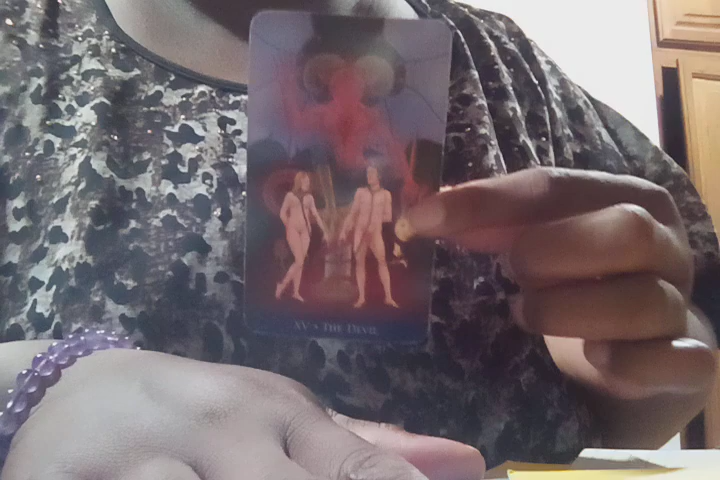 XV • THE DEVIL